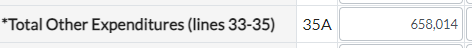 *Total Other Expenditures (lines 33-35) 35A 658,014